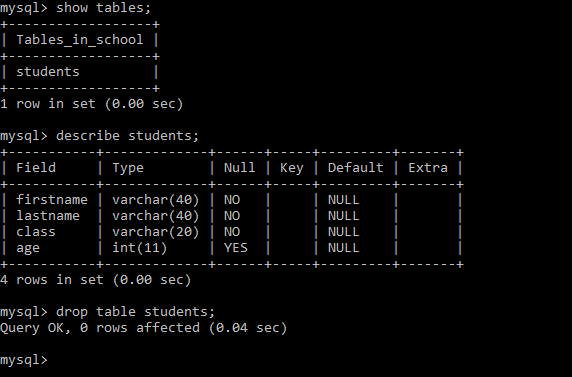 mysql> show tables;
+------------------+
| Tables_in_school |
+------------------+
| students         |
+------------------+
1 row in set (0.00 sec)
mysql> describe students;
+-----------+-------------+------+-----+---------+-------+
| Field     | Type        | Null | Key | Default | Extra |
+-----------+-------------+------+-----+---------+-------+
| firstname | varchar(40) | NO   |     | NULL    |       |
| lastname  | varchar(40) | NO   |     | NULL    |       |
| class     | varchar(20) | NO   |     | NULL    |       |
| age       | int(11)     | YES  |     | NULL    |       |
+-----------+-------------+------+-----+---------+-------+
4 rows in set (0.00 sec)
mysql> drop table students;
Query OK, 0 rows affected (0.04 sec)
mysql>